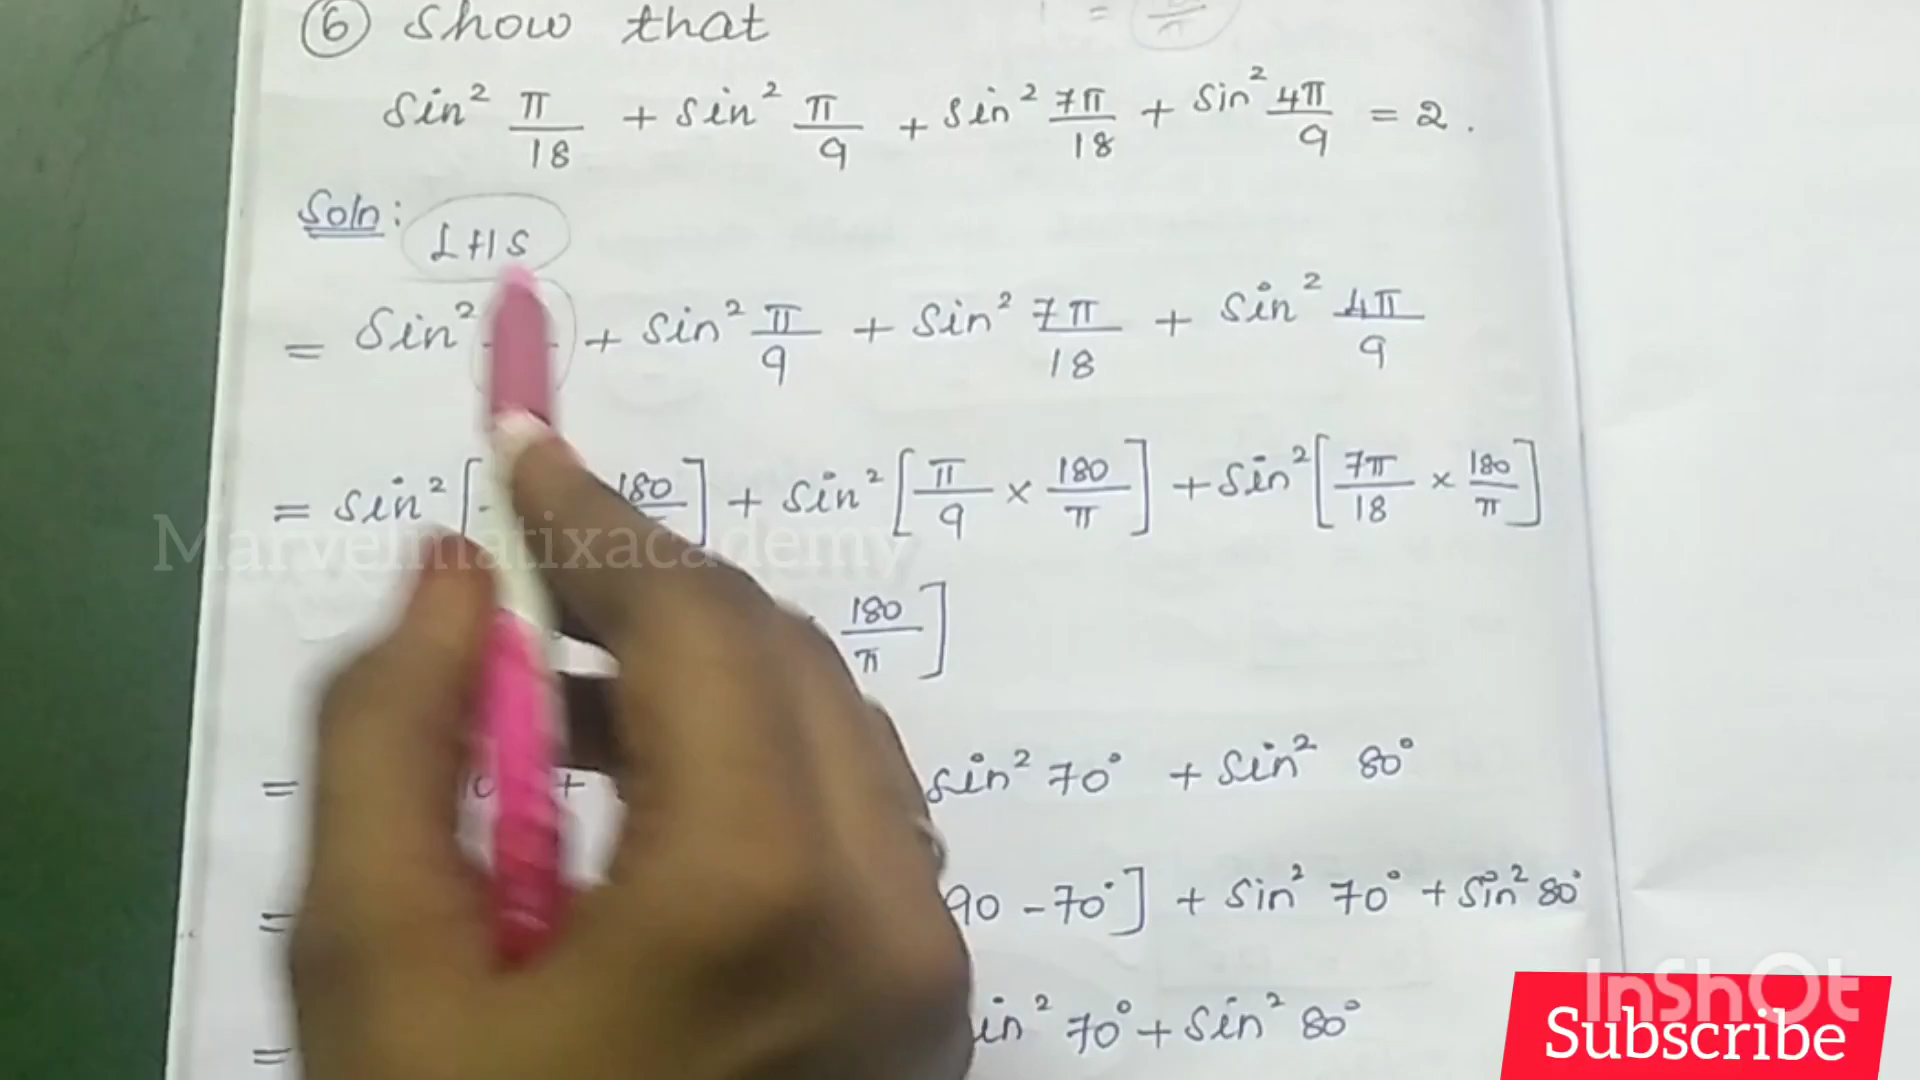 6 Show that
sin² π/18 + sin² π/9 + sin² 7π/18 + sin² 4π/9 = 2.
Soln: LHS
= sin² + sin² π/9 + sin² 7π/18 + sin² 4π/9
= sin² [ 180 ] + sin² [π/9 × 180/π] + sin² [7π/18 × 180/π]
Marvelmatixacademy
180/π ]
= + sin² 70° + sin² 80°
= 90 - 70°] + sin² 70° + sin² 80°
= sin² 70° + sin² 80°
InShOt
Subscribe